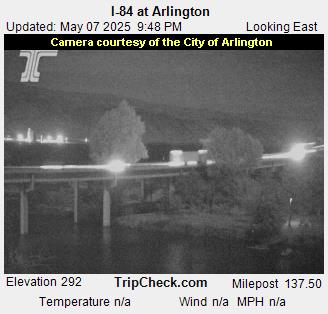 I-84 at Arlington
Updated: May 07 2025 9:48 PM Looking East
Camera courtesy of the City of Arlington
Elevation 292 TripCheck.com Milepost 137.50
Temperature n/a Wind n/a MPH n/a